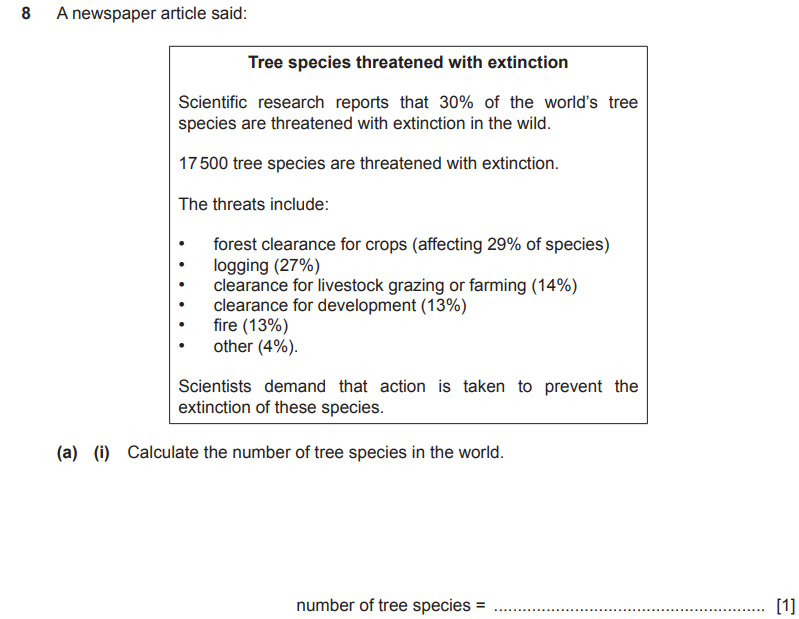 8 A newspaper article said:
Tree species threatened with extinction
Scientific research reports that 30% of the world's tree
species are threatened with extinction in the wild.
17 500 tree species are threatened with extinction.
The threats include:
• forest clearance for crops (affecting 29% of species)
• logging (27%)
• clearance for livestock grazing or farming (14%)
• clearance for development (13%)
• fire (13%)
• other (4%).
Scientists demand that action is taken to prevent the
extinction of these species.
(a) (i) Calculate the number of tree species in the world.
number of tree species = ......................................................... [1]